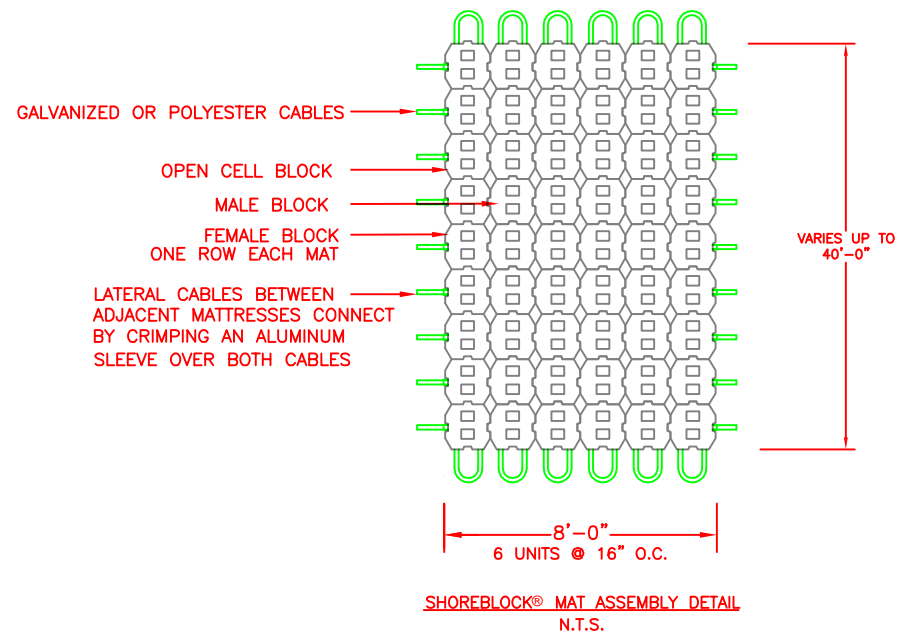 GALVANIZED OR POLYESTER CABLES
OPEN CELL BLOCK
MALE BLOCK
FEMALE BLOCK
ONE ROW EACH MAT
LATERAL CABLES BETWEEN
ADJACENT MATTRESSES CONNECT
BY CRIMPING AN ALUMINUM
SLEEVE OVER BOTH CABLES
VARIES UP TO
40'-0"
8'-0"
6 UNITS @ 16" O.C.
SHOREBLOCK® MAT ASSEMBLY DETAIL
N.T.S.